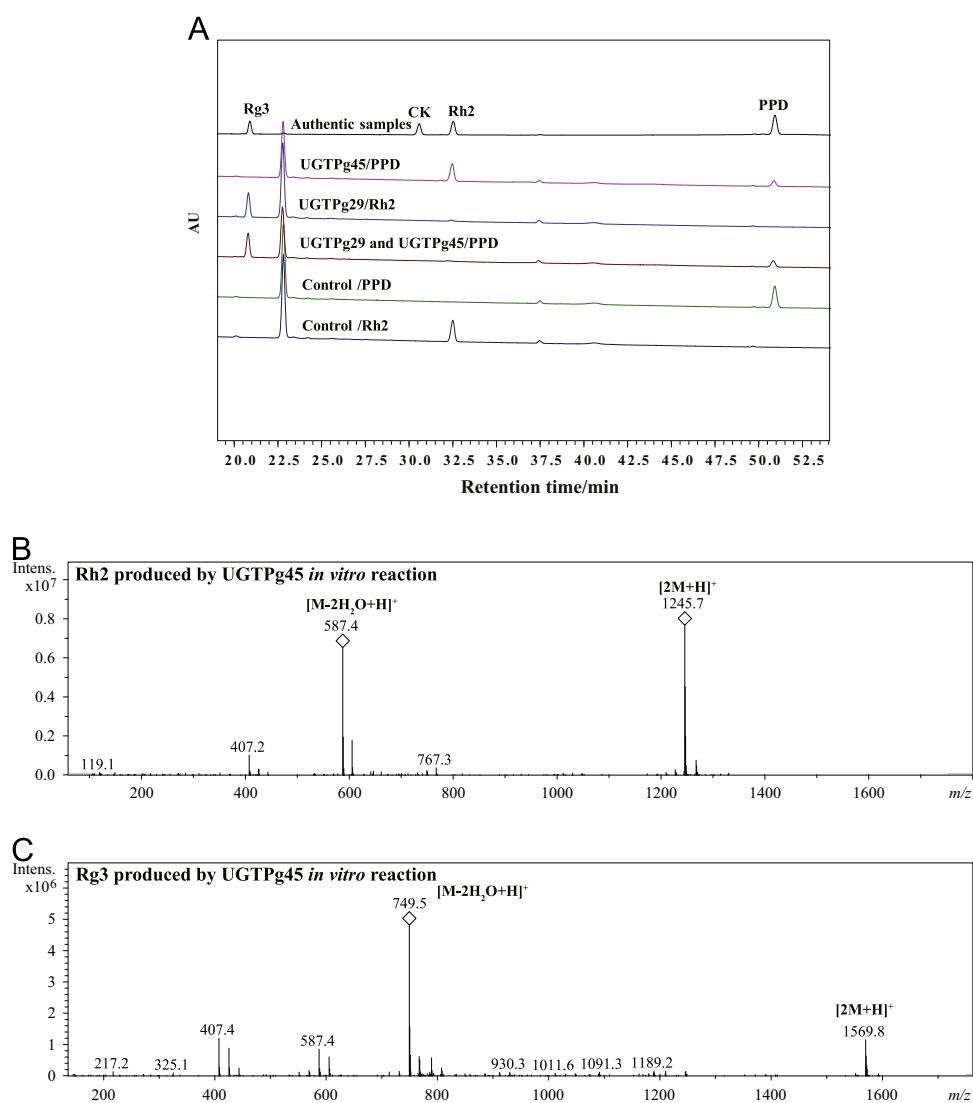 A
Rg3
CK
Rh2
PPD
Authentic samples
UGTPg45/PPD
UGTPg29/Rh2
UGTPg29 and UGTPg45/PPD
Control /PPD
Control /Rh2
AU
20.0 22.5 25.0 27.5 30.0 32.5 35.0 37.5 40.0 42.5 45.0 47.5 50.0 52.5
Retention time/min
B
Intens.
x10⁷
Rh2 produced by UGTPg45 in vitro reaction
[M-2H₂O+H]⁺
587.4
[2M+H]⁺
1245.7
0.8
0.6
0.4
0.2
0.0
119.1
407.2
767.3
200 400 600 800 1000 1200 1400 1600 m/z
C
Intens.
x10⁶
Rg3 produced by UGTPg45 in vitro reaction
[M-2H₂O+H]⁺
749.5
[2M+H]⁺
1569.8
5
4
3
2
1
0
217.2
325.1
407.4
587.4
930.3
1011.6
1091.3
1189.2
200 400 600 800 1000 1200 1400 1600 m/z